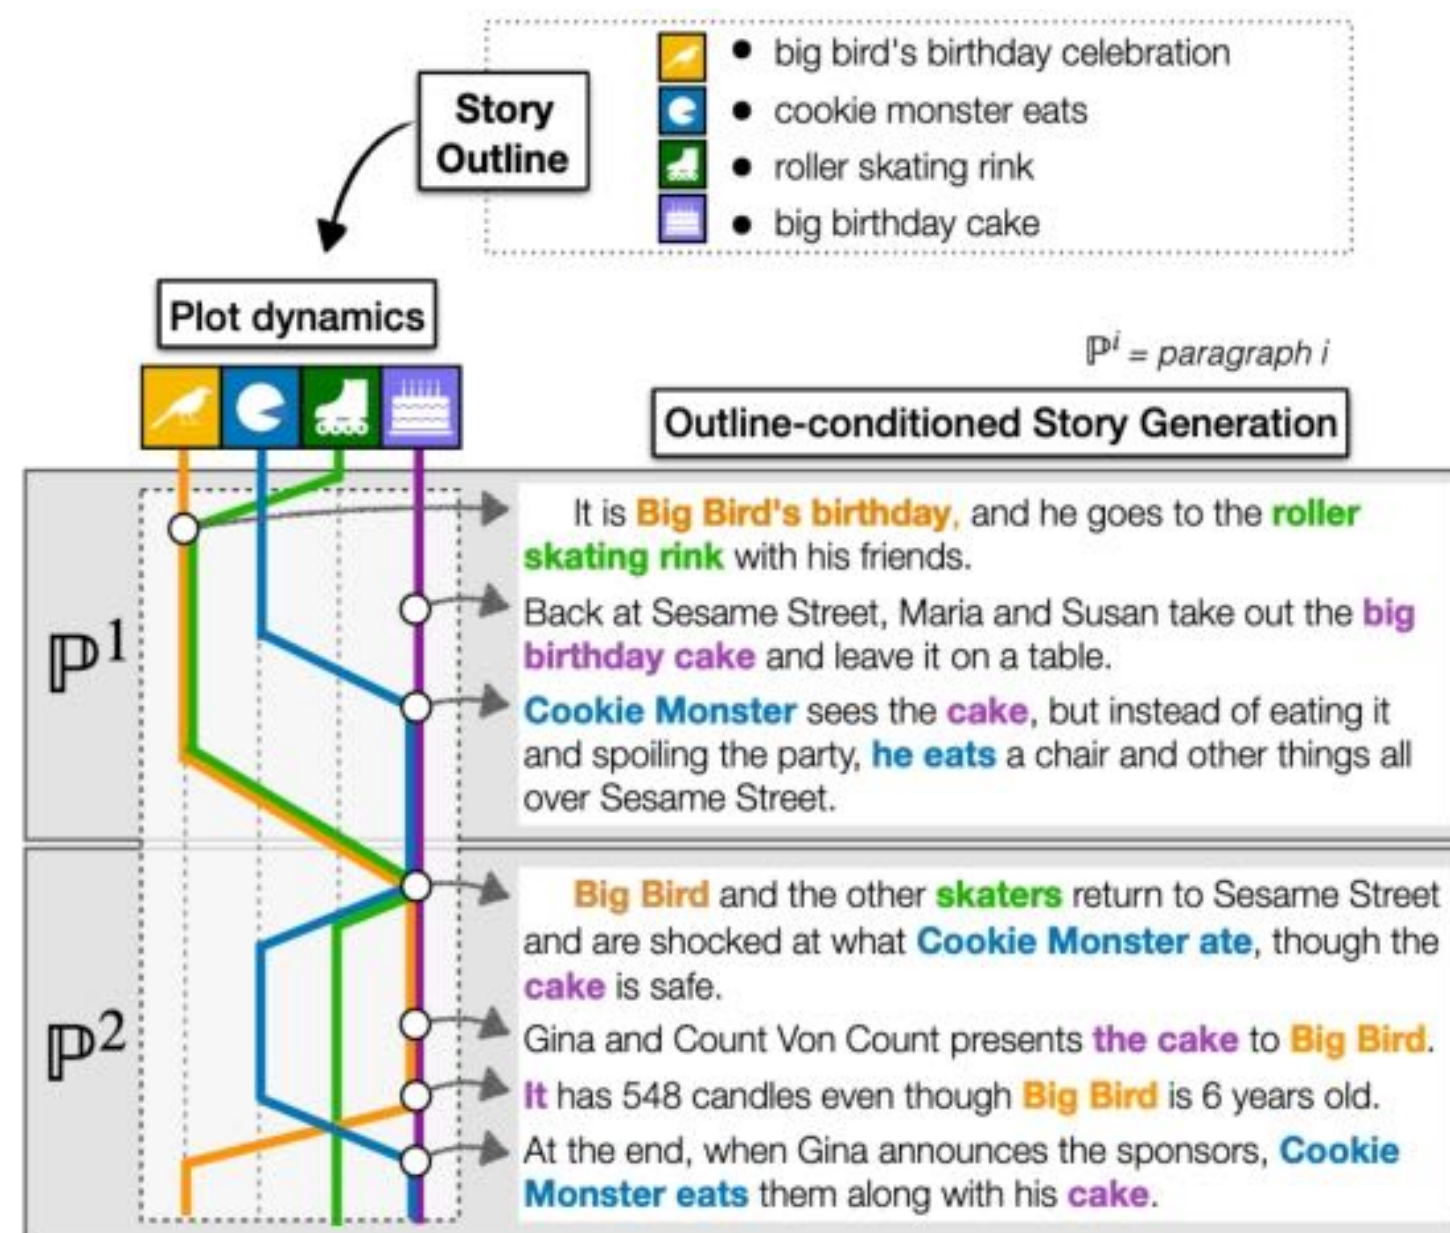 Story
Outline
• big bird's birthday celebration
• cookie monster eats
• roller skating rink
• big birthday cake
Plot dynamics
ℙⁱ = paragraph i
Outline-conditioned Story Generation
ℙ¹
It is Big Bird's birthday, and he goes to the roller
skating rink with his friends.
Back at Sesame Street, Maria and Susan take out the big
birthday cake and leave it on a table.
Cookie Monster sees the cake, but instead of eating it
and spoiling the party, he eats a chair and other things all
over Sesame Street.
ℙ²
Big Bird and the other skaters return to Sesame Street
and are shocked at what Cookie Monster ate, though the
cake is safe.
Gina and Count Von Count presents the cake to Big Bird.
It has 548 candles even though Big Bird is 6 years old.
At the end, when Gina announces the sponsors, Cookie
Monster eats them along with his cake.